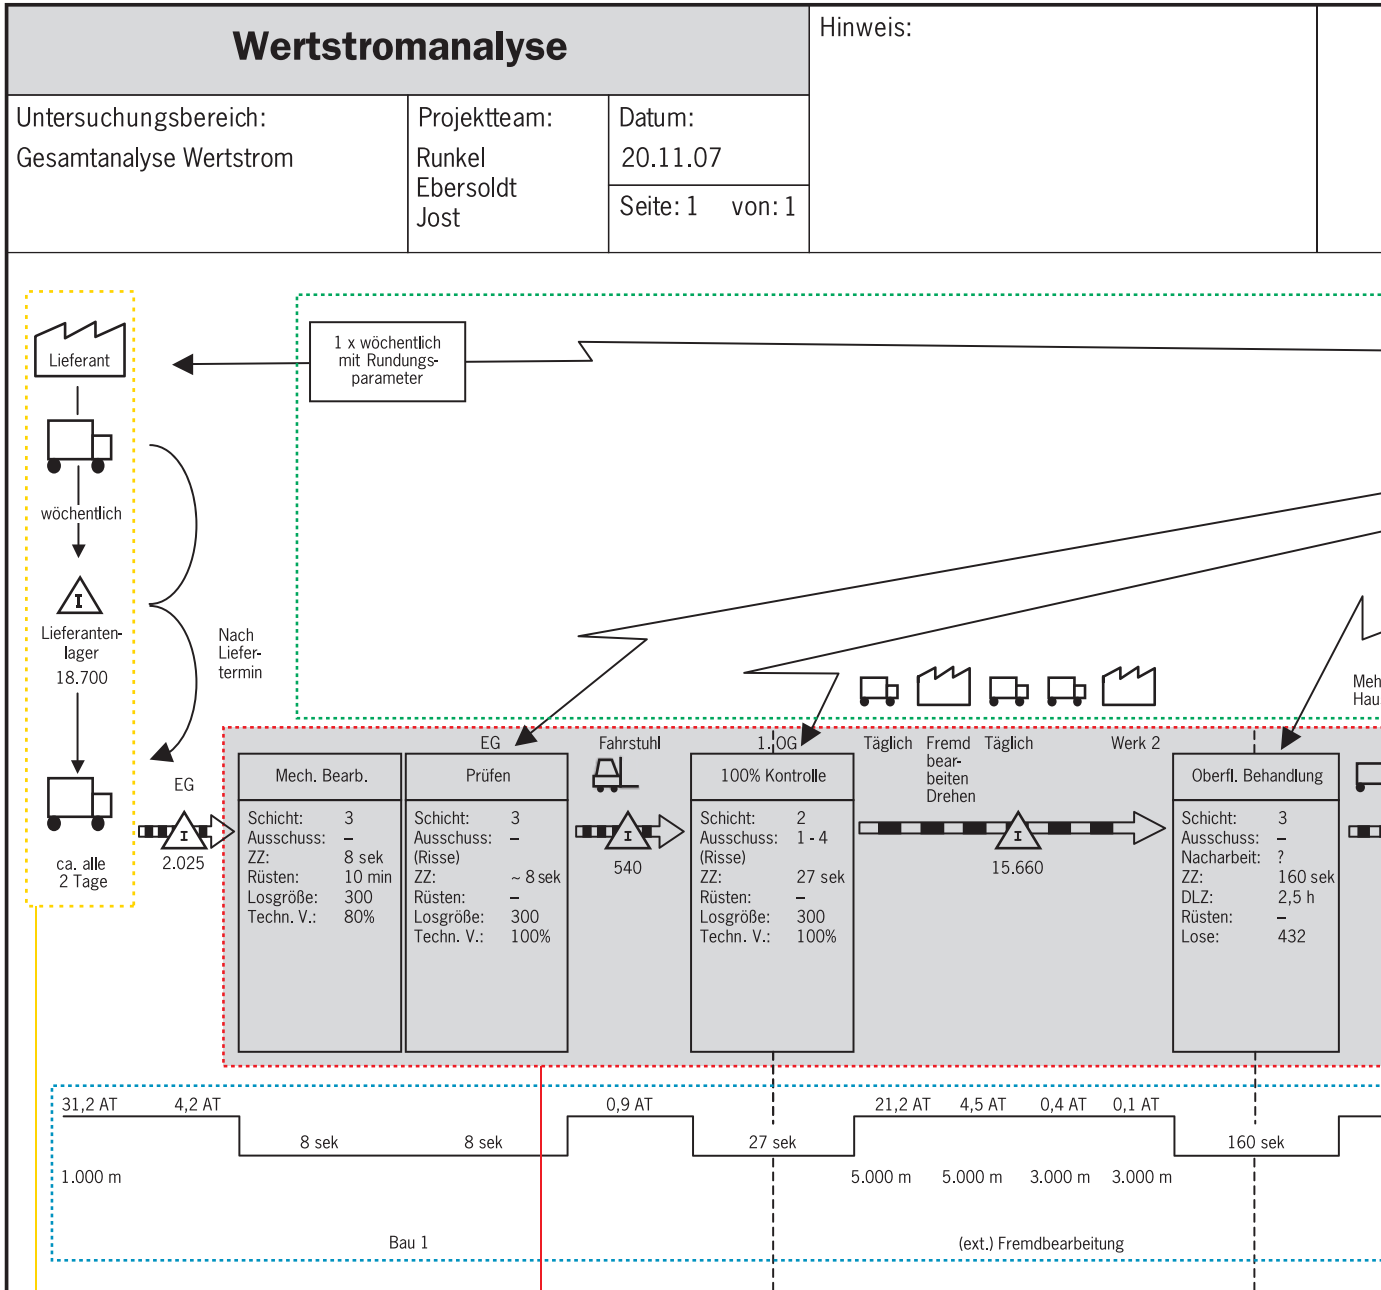 Wertstromanalyse
Hinweis:
Untersuchungsbereich:
Gesamtanalyse Wertstrom
Projektteam:
Runkel
Ebersoldt
Jost
Datum:
20.11.07
Seite: 1 von: 1
Lieferant
wöchentlich
I
Lieferanten-
lager
18.700
ca. alle
2 Tage
1 x wöchentlich
mit Rundungs-
parameter
Nach
Liefer-
termin
EG
I
2.025
Mech. Bearb.
Schicht: 3
Ausschuss: –
ZZ: 8 sek
Rüsten: 10 min
Losgröße: 300
Techn. V.: 80%
EG
Prüfen
Schicht: 3
Ausschuss: –
(Risse)
ZZ: ~ 8 sek
Rüsten: –
Losgröße: 300
Techn. V.: 100%
Fahrstuhl
I
540
1.OG
100% Kontrolle
Schicht: 2
Ausschuss: 1 - 4
(Risse)
ZZ: 27 sek
Rüsten: –
Losgröße: 300
Techn. V.: 100%
Täglich
Fremd
bear-
beiten
Drehen
Täglich
Werk 2
I
15.660
Oberfl. Behandlung
Schicht: 3
Ausschuss: –
Nacharbeit: ?
ZZ: 160 sek
DLZ: 2,5 h
Rüsten: –
Lose: 432
Meh
Hau
31,2 AT 4,2 AT 0,9 AT 21,2 AT 4,5 AT 0,4 AT 0,1 AT
8 sek 8 sek 27 sek 160 sek
1.000 m 5.000 m 5.000 m 3.000 m 3.000 m
Bau 1 (ext.) Fremdbearbeitung